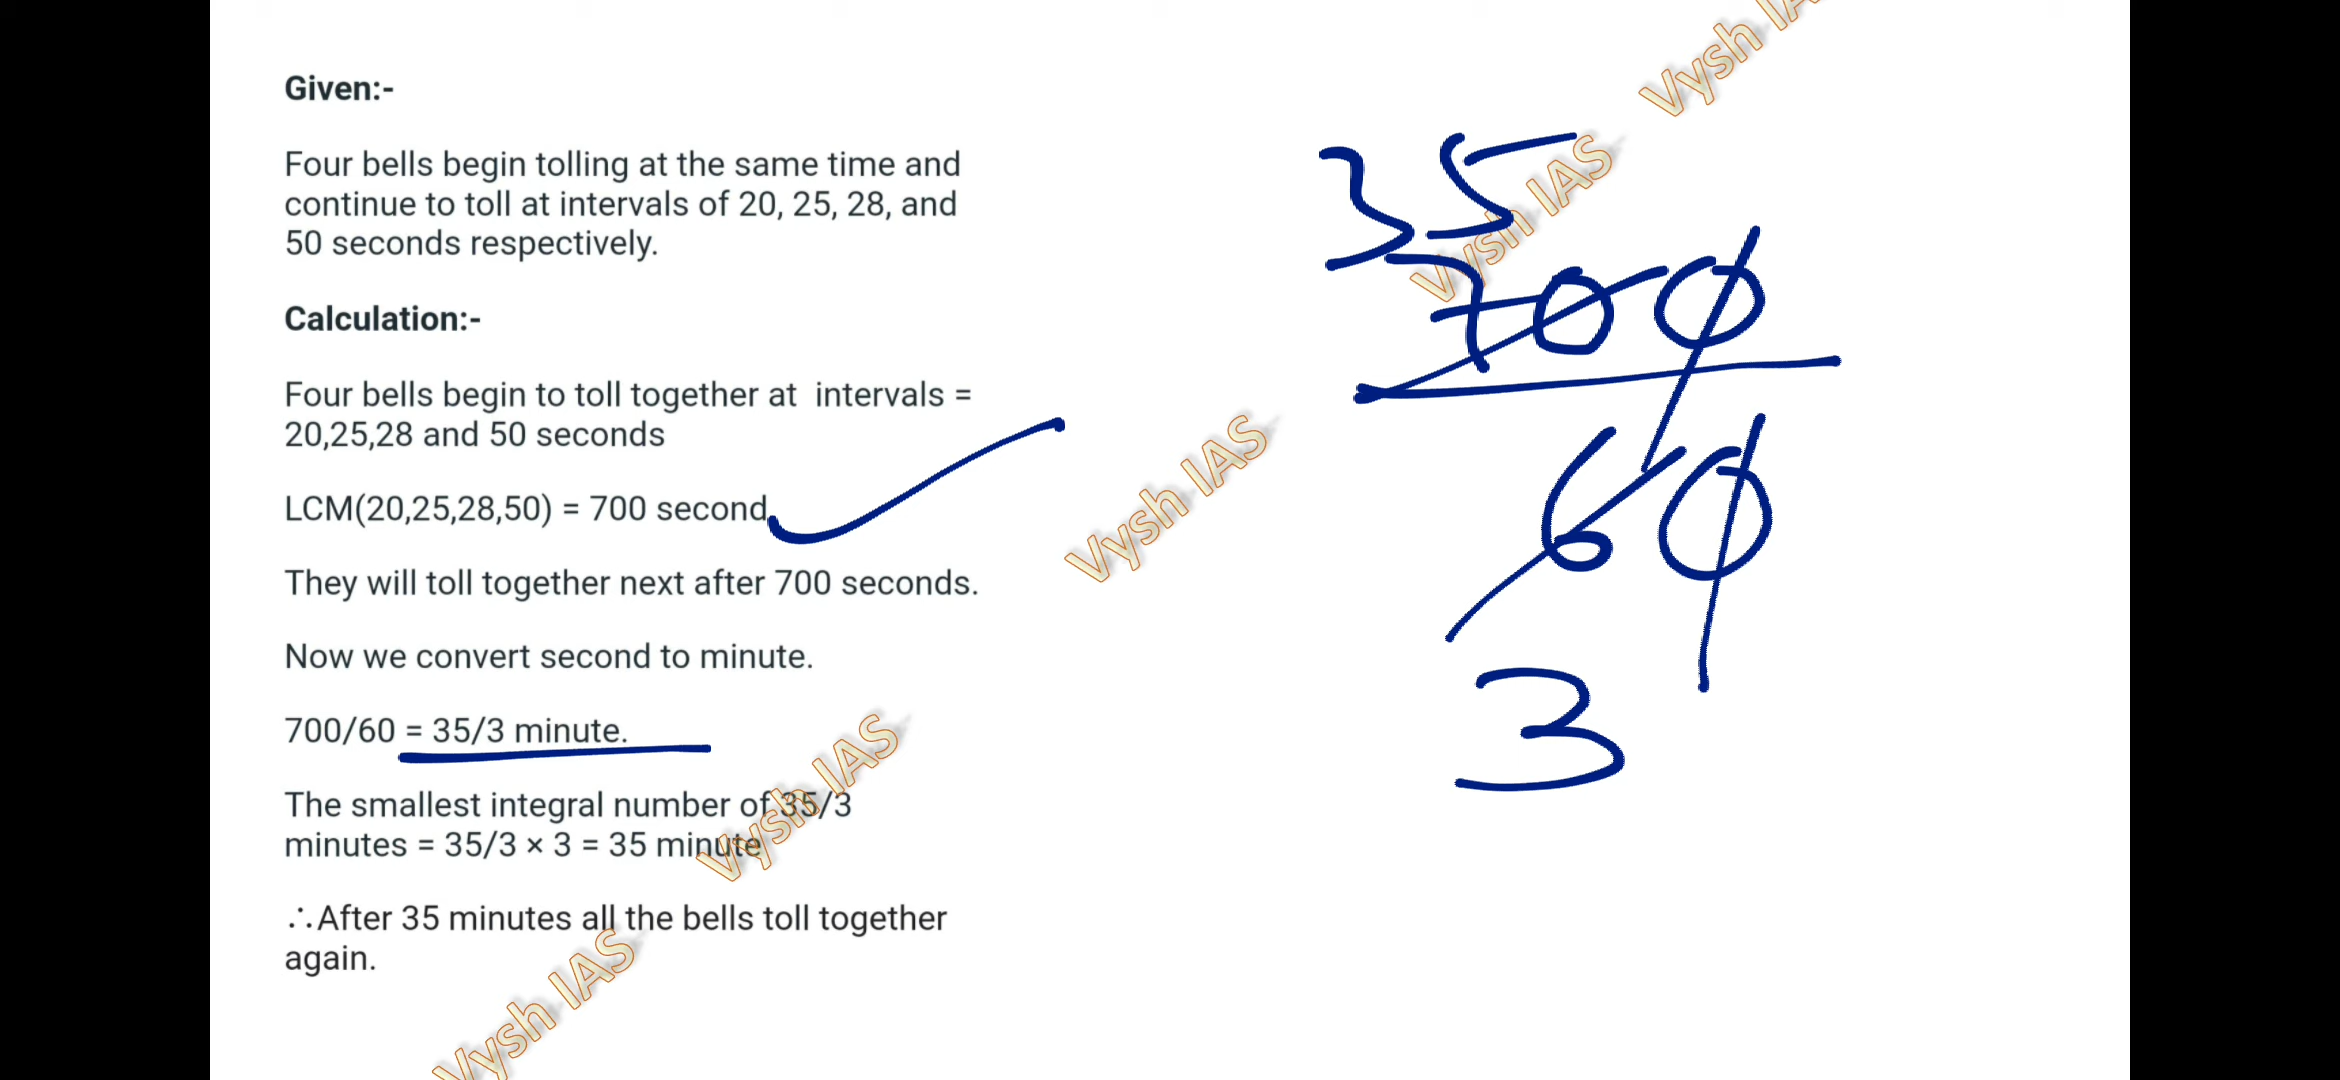 Given:-
Four bells begin tolling at the same time and
continue to toll at intervals of 20, 25, 28, and
50 seconds respectively.
Calculation:-
Four bells begin to toll together at  intervals =
20,25,28 and 50 seconds
LCM(20,25,28,50) = 700 second
They will toll together next after 700 seconds.
Now we convert second to minute.
700/60 = 35/3 minute.
The smallest integral number of 35/3
minutes = 35/3 × 3 = 35 minute
∴After 35 minutes all the bells toll together
again.
35
700
60
3
Vysh IAS
Vysh IAS
Vysh IAS
Vysh IAS
Vysh IAS